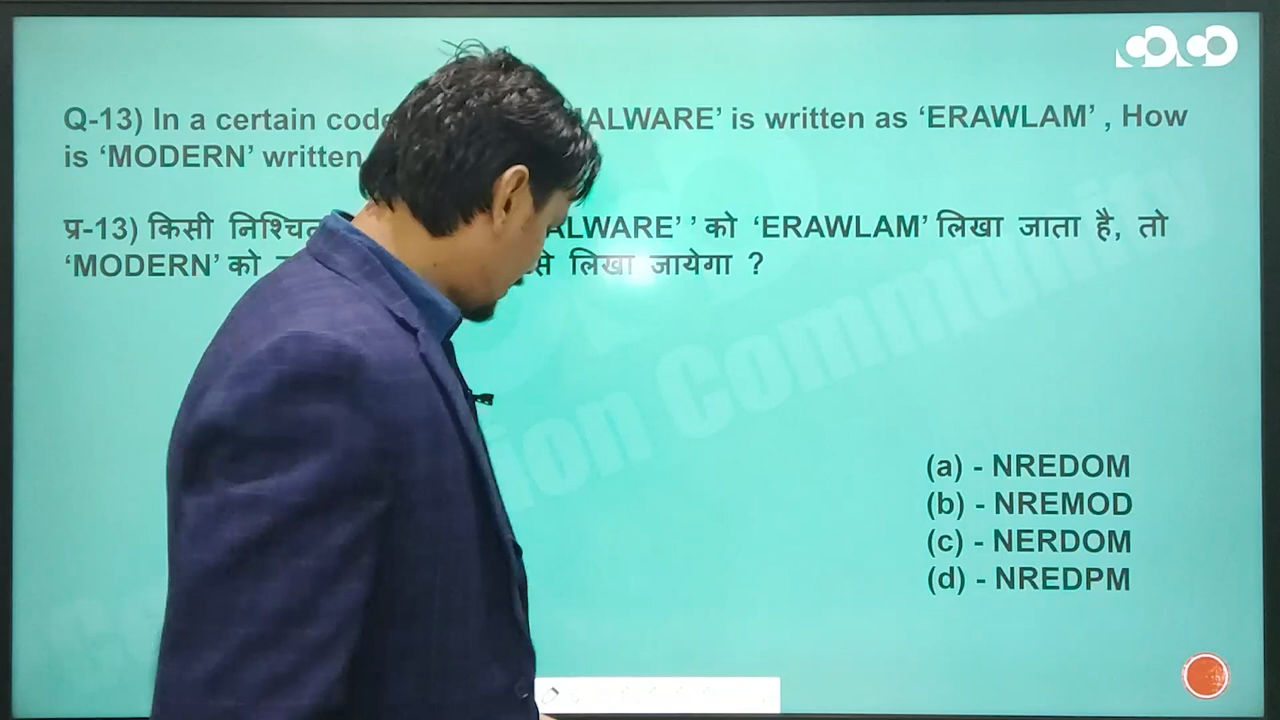 Q-13) In a certain code ALWARE’ is written as ‘ERAWLAM’ , How
is ‘MODERN’ written
प्र-13) किसी निश्चित ALWARE’ ’ को ‘ERAWLAM’ लिखा जाता है, तो
‘MODERN’ को से लिखा जायेगा ?
(a) - NREDOM
(b) - NREMOD
(c) - NERDOM
(d) - NREDPM